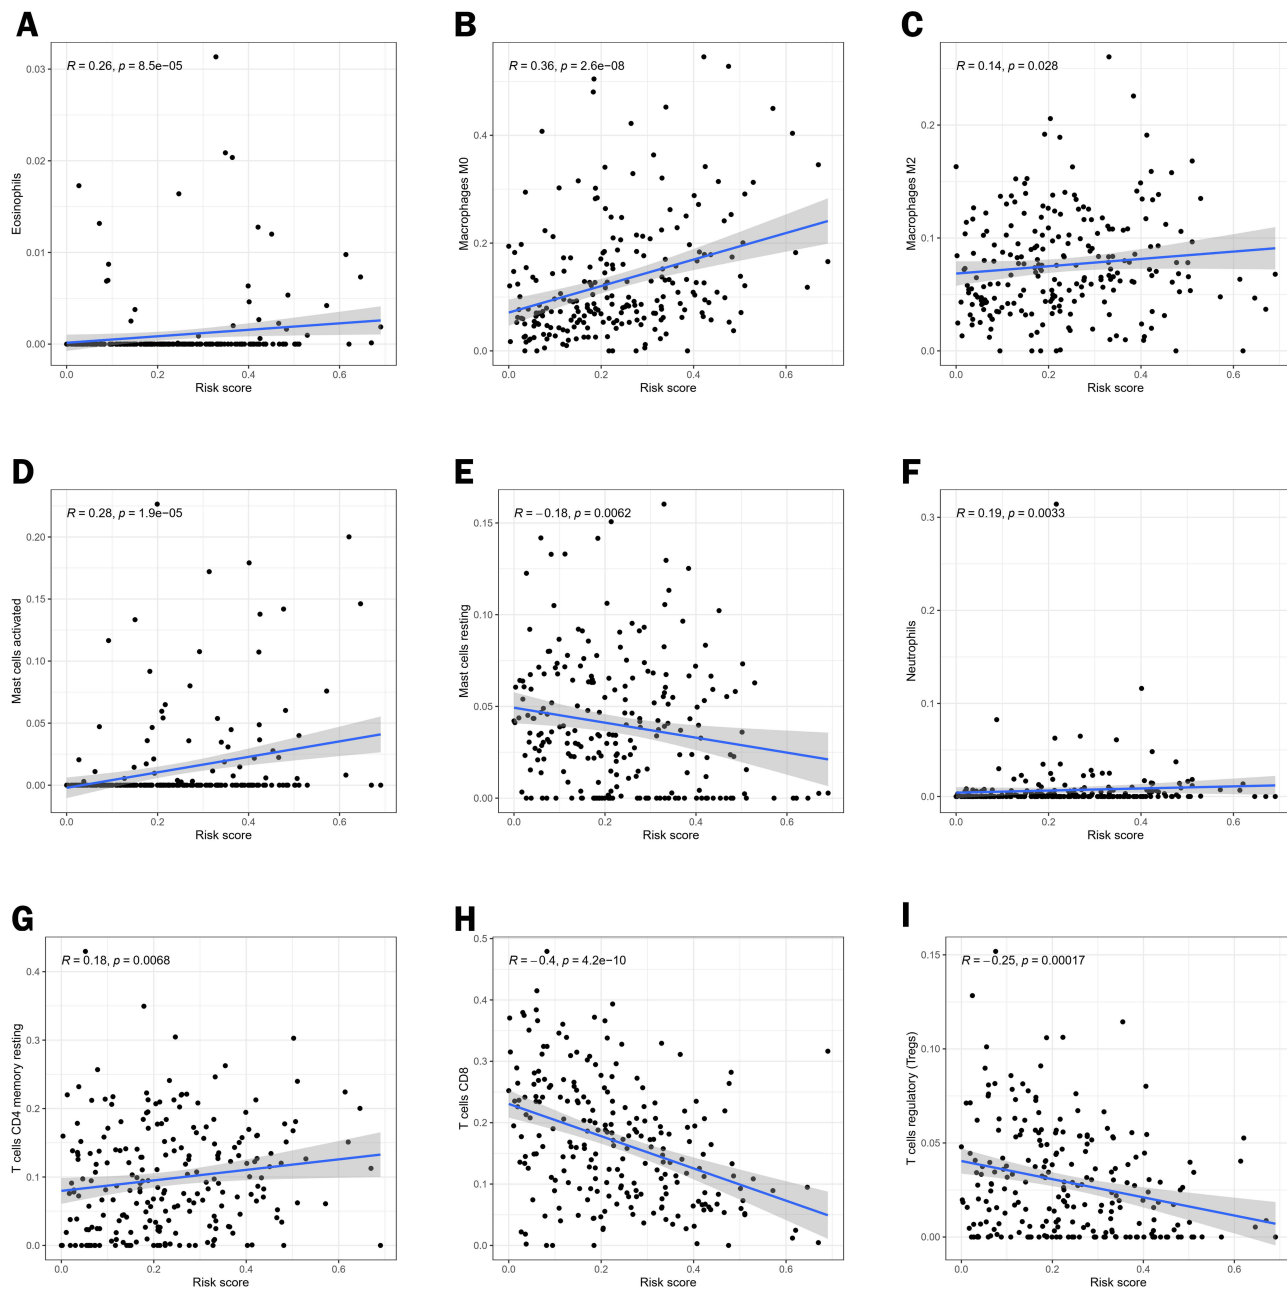 A
R = 0.26, p = 8.5e−05
Eosinophils
0.03
0.02
0.01
0.00
0.0 0.2 0.4 0.6
Risk score
B
R = 0.36, p = 2.6e−08
Macrophages M0
0.4
0.2
0.0
0.0 0.2 0.4 0.6
Risk score
C
R = 0.14, p = 0.028
Macrophages M2
0.2
0.1
0.0
0.0 0.2 0.4 0.6
Risk score
D
R = 0.28, p = 1.9e−05
Mast cells activated
0.20
0.15
0.10
0.05
0.00
0.0 0.2 0.4 0.6
Risk score
E
R = −0.18, p = 0.0062
Mast cells resting
0.15
0.10
0.05
0.00
0.0 0.2 0.4 0.6
Risk score
F
R = 0.19, p = 0.0033
Neutrophils
0.3
0.2
0.1
0.0
0.0 0.2 0.4 0.6
Risk score
G
R = 0.18, p = 0.0068
T cells CD4 memory resting
0.4
0.3
0.2
0.1
0.0
0.0 0.2 0.4 0.6
Risk score
H
R = −0.4, p = 4.2e−10
T cells CD8
0.5
0.4
0.3
0.2
0.1
0.0
0.0 0.2 0.4 0.6
Risk score
I
R = −0.25, p = 0.00017
T cells regulatory (Tregs)
0.15
0.10
0.05
0.00
0.0 0.2 0.4 0.6
Risk score